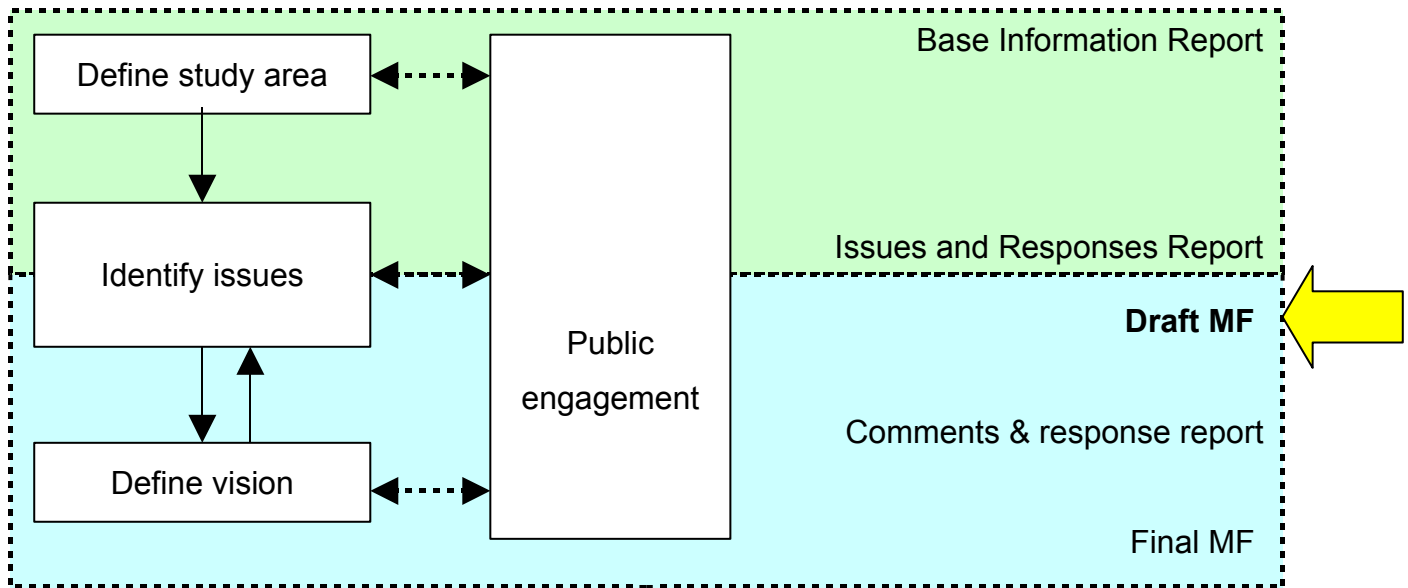 Base Information Report
Define study area
Issues and Responses Report
Identify issues
Draft MF
Public
engagement
Comments & response report
Define vision
Final MF